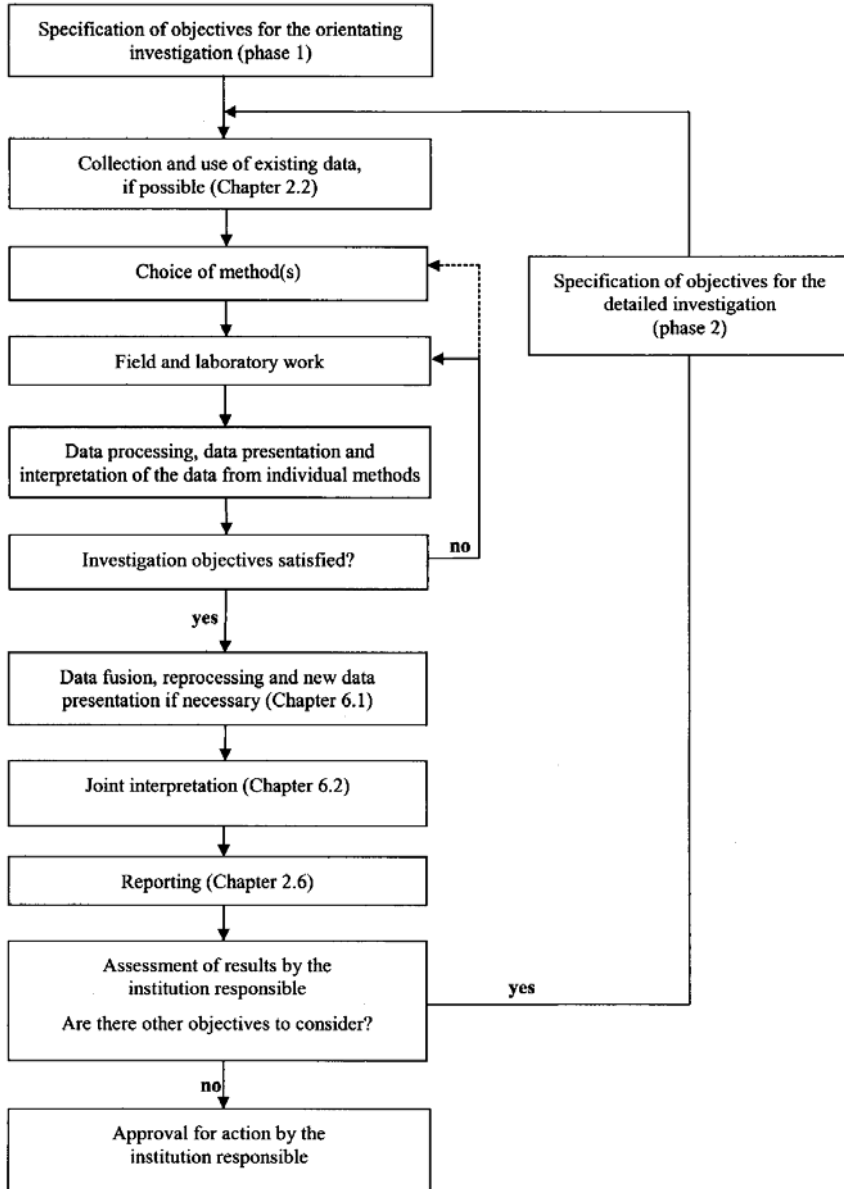 Specification of objectives for the orientating
investigation (phase 1)
Collection and use of existing data,
if possible (Chapter 2.2)
Choice of method(s)
Specification of objectives for the
detailed investigation
(phase 2)
Field and laboratory work
Data processing, data presentation and
interpretation of the data from individual methods
Investigation objectives satisfied?
no
yes
Data fusion, reprocessing and new data
presentation if necessary (Chapter 6.1)
Joint interpretation (Chapter 6.2)
Reporting (Chapter 2.6)
Assessment of results by the
institution responsible
Are there other objectives to consider?
yes
no
Approval for action by the
institution responsible